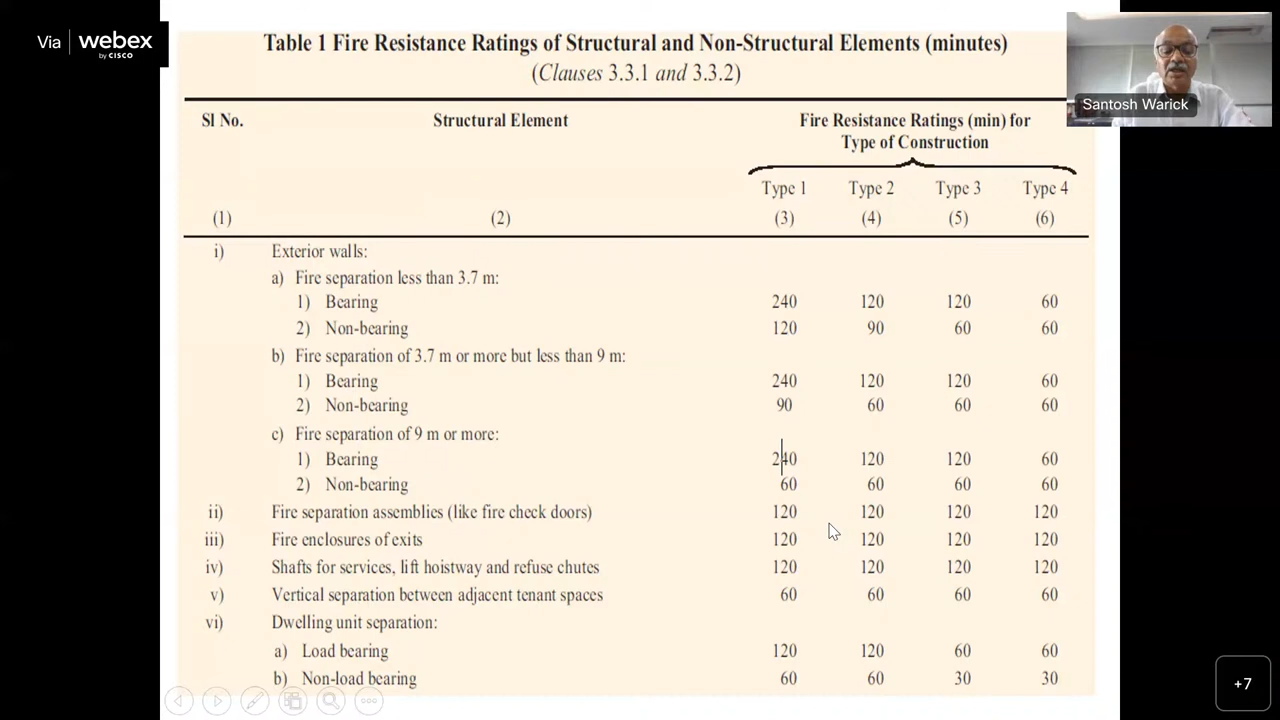 Via webex
by CISCO
Table 1 Fire Resistance Ratings of Structural and Non-Structural Elements (minutes)
(Clauses 3.3.1 and 3.3.2)
Santosh Warick
Sl No. Structural Element Fire Resistance Ratings (min) for
Type of Construction
Type 1 Type 2 Type 3 Type 4
(1) (2) (3) (4) (5) (6)
i) Exterior walls:
a) Fire separation less than 3.7 m:
1) Bearing 240 120 120 60
2) Non-bearing 120 90 60 60
b) Fire separation of 3.7 m or more but less than 9 m:
1) Bearing 240 120 120 60
2) Non-bearing 90 60 60 60
c) Fire separation of 9 m or more:
1) Bearing 240 120 120 60
2) Non-bearing 60 60 60 60
ii) Fire separation assemblies (like fire check doors) 120 120 120 120
iii) Fire enclosures of exits 120 120 120 120
iv) Shafts for services, lift hoistway and refuse chutes 120 120 120 120
v) Vertical separation between adjacent tenant spaces 60 60 60 60
vi) Dwelling unit separation:
a) Load bearing 120 120 60 60
b) Non-load bearing 60 60 30 30
+7